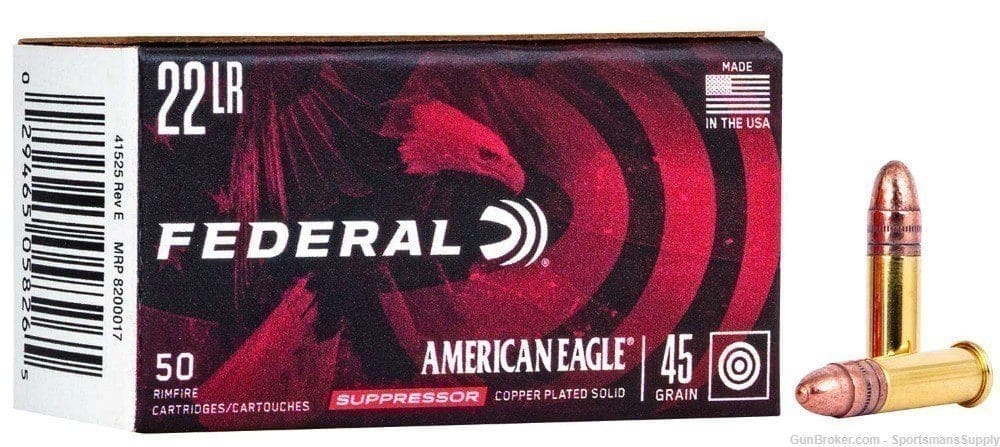 22LR
MADE
IN THE USA
FEDERAL®
50
RIMFIRE
CARTRIDGES/CARTOUCHES
AMERICAN EAGLE®
SUPPRESSOR COPPER PLATED SOLID
45
GRAIN
0 29465 05826 5
41525 Rev E MRP 8200017
GunBroker.com - SportsmansSupply